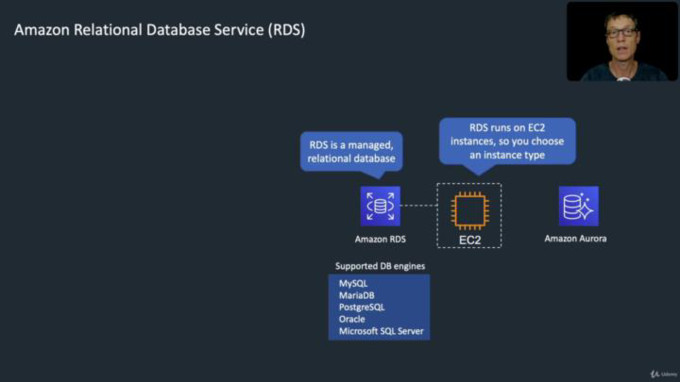 Amazon Relational Database Service (RDS)
RDS is a managed,
relational database
RDS runs on EC2
instances, so you choose
an instance type
Amazon RDS
EC2
Amazon Aurora
Supported DB engines
MySQL
MariaDB
PostgreSQL
Oracle
Microsoft SQL Server
Udemy